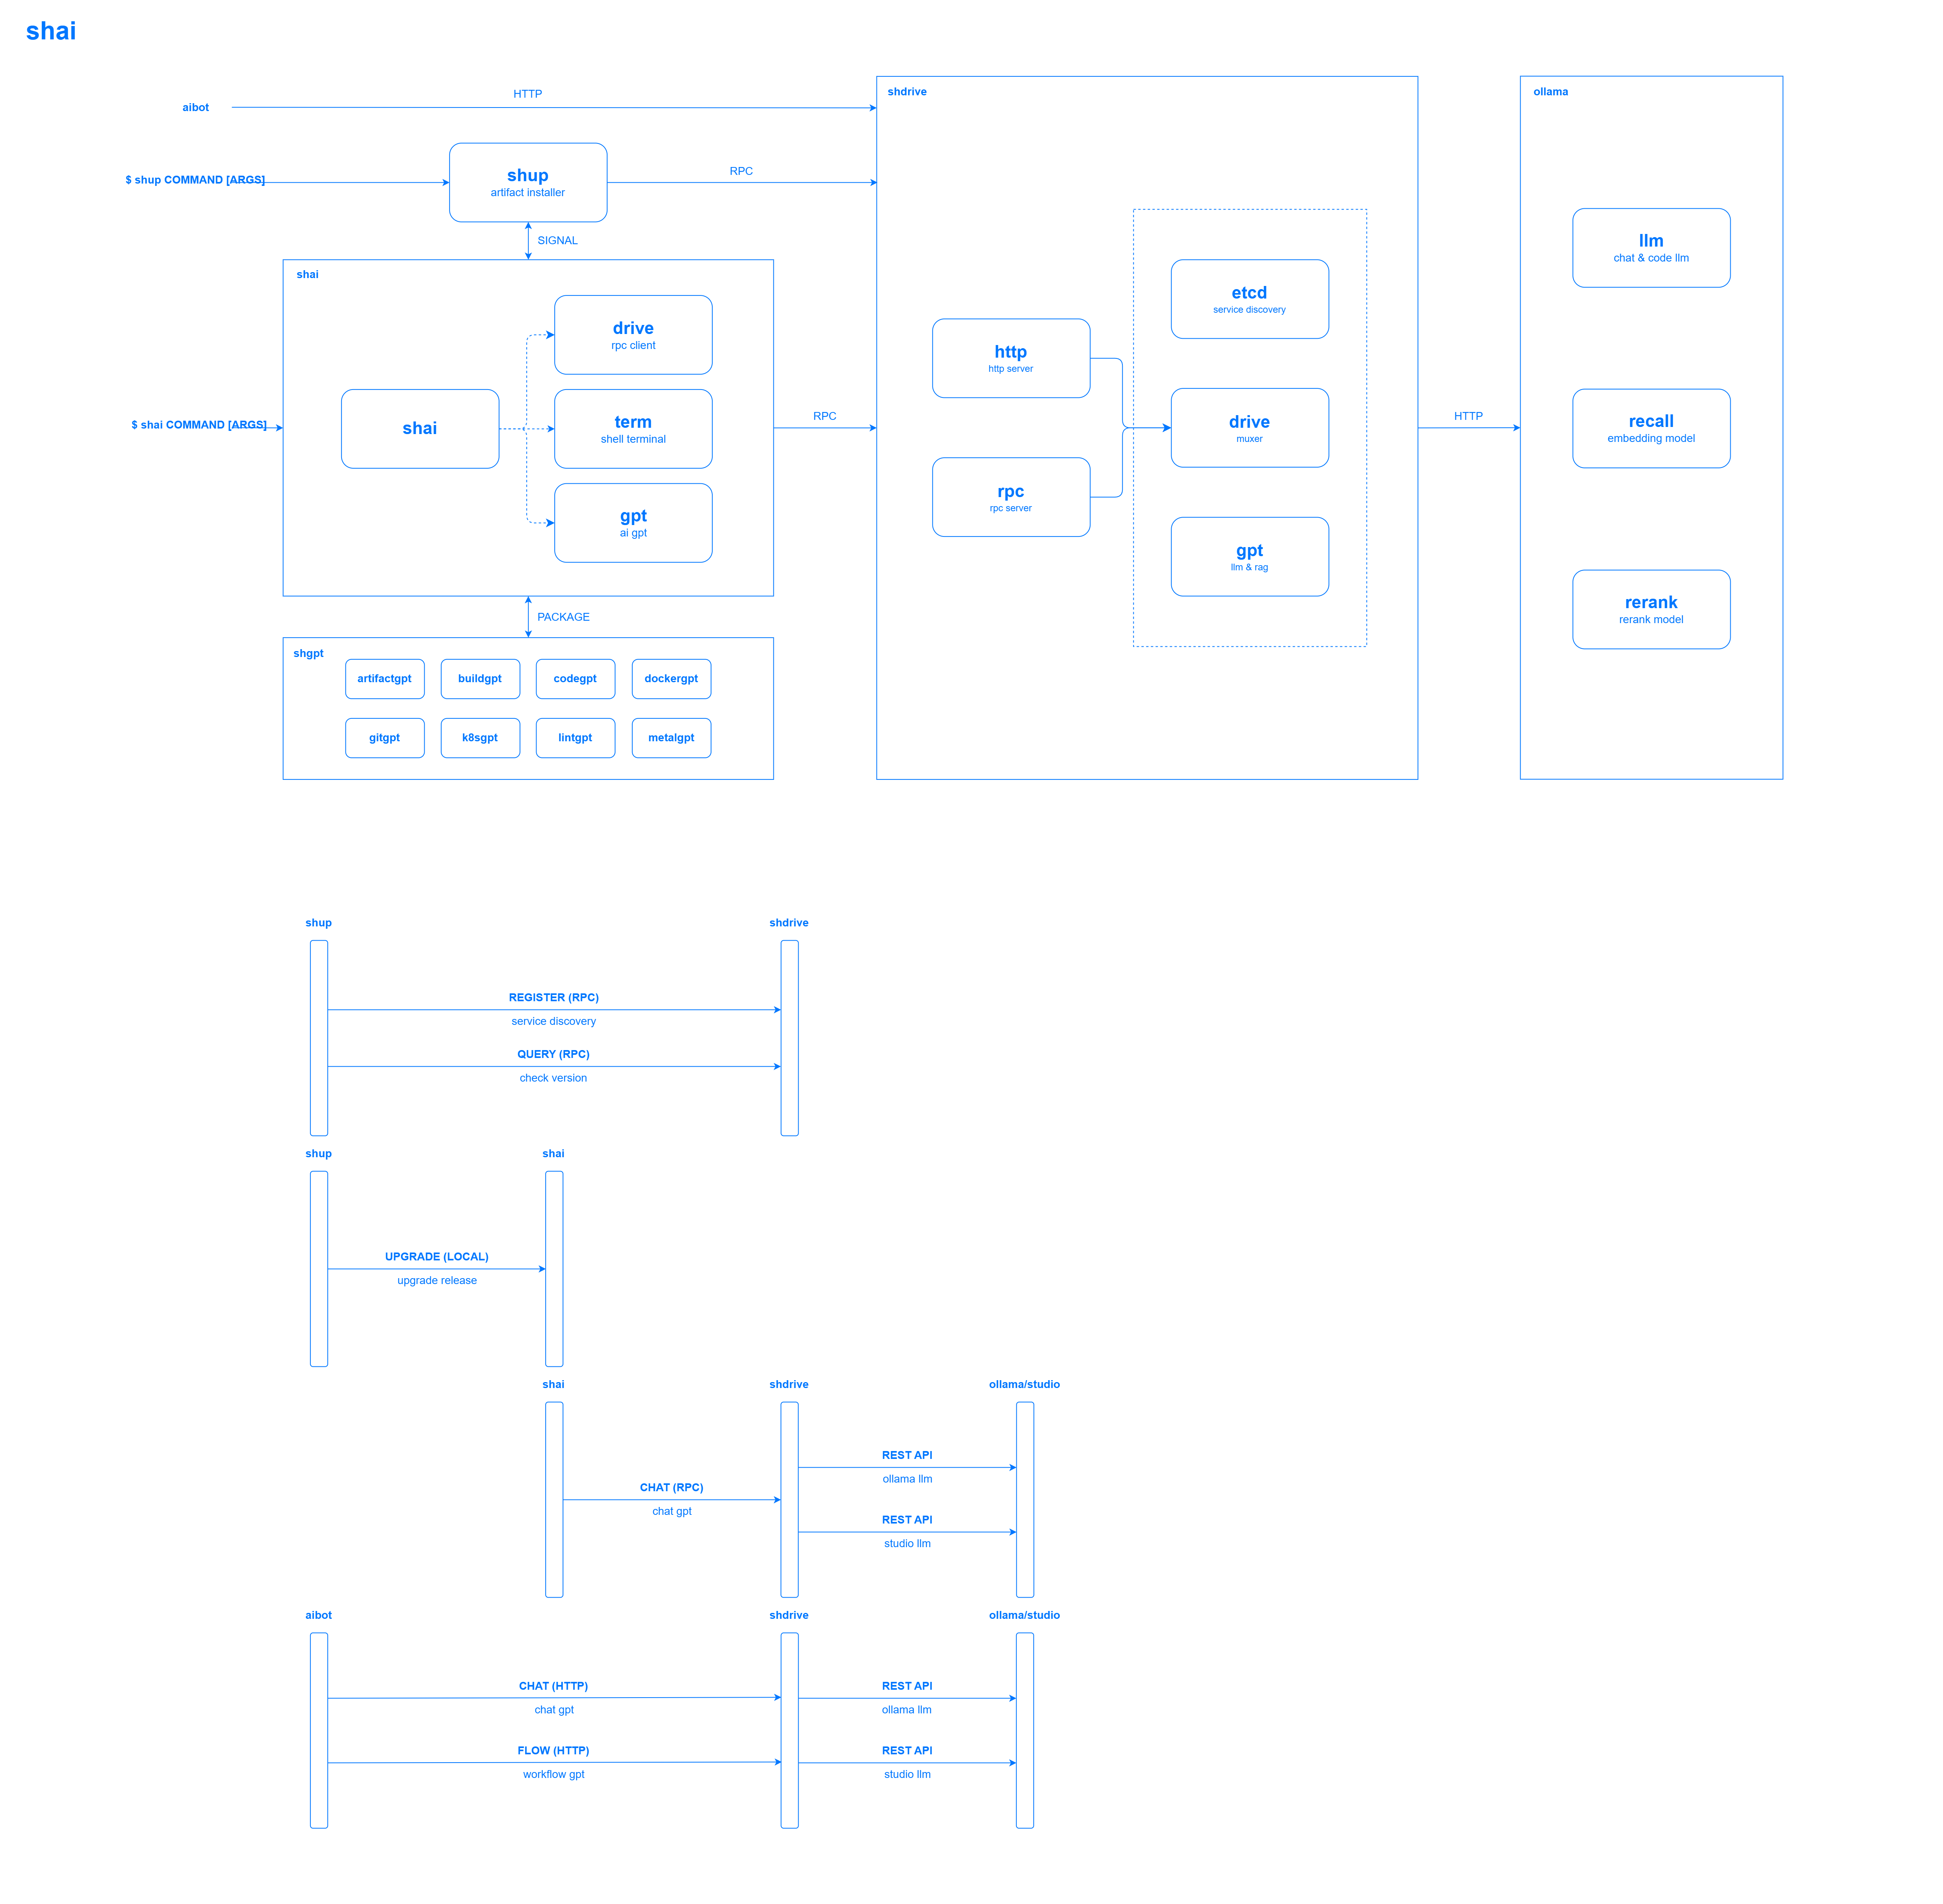 shai
aibot
HTTP
$ shup COMMAND [ARGS]
shup
artifact installer
RPC
SIGNAL
shai
$ shai COMMAND [ARGS]
shai
drive
rpc client
term
shell terminal
gpt
ai gpt
RPC
PACKAGE
shgpt
artifactgpt
buildgpt
codegpt
dockergpt
gitgpt
k8sgpt
lintgpt
metalgpt
shdrive
http
http server
rpc
rpc server
etcd
service discovery
drive
muxer
gpt
llm & rag
HTTP
ollama
llm
chat & code llm
recall
embedding model
rerank
rerank model
shup
shdrive
REGISTER (RPC)
service discovery
QUERY (RPC)
check version
shup
shai
UPGRADE (LOCAL)
upgrade release
shai
shdrive
ollama/studio
CHAT (RPC)
chat gpt
REST API
ollama llm
REST API
studio llm
aibot
shdrive
ollama/studio
CHAT (HTTP)
chat gpt
REST API
ollama llm
FLOW (HTTP)
workflow gpt
REST API
studio llm